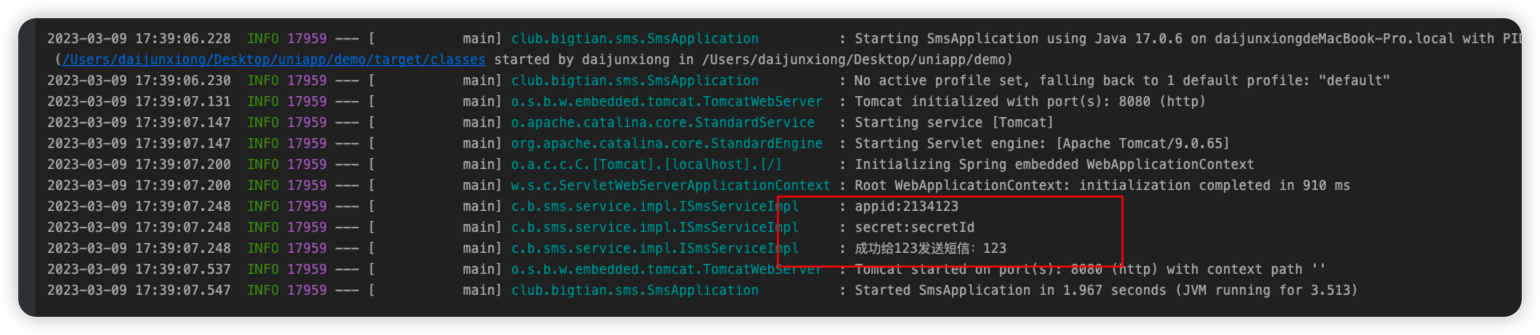 2023-03-09 17:39:06.228  INFO 17959 --- [           main] club.bigtian.sms.SmsApplication          : Starting SmsApplication using Java 17.0.6 on daijunxiongdeMacBook-Pro.local with PID
(/Users/daijunxiong/Desktop/uniapp/demo/target/classes started by daijunxiong in /Users/daijunxiong/Desktop/uniapp/demo)
2023-03-09 17:39:06.230  INFO 17959 --- [           main] club.bigtian.sms.SmsApplication          : No active profile set, falling back to 1 default profile: "default"
2023-03-09 17:39:07.131  INFO 17959 --- [           main] o.s.b.w.embedded.tomcat.TomcatWebServer  : Tomcat initialized with port(s): 8080 (http)
2023-03-09 17:39:07.147  INFO 17959 --- [           main] o.apache.catalina.core.StandardService   : Starting service [Tomcat]
2023-03-09 17:39:07.147  INFO 17959 --- [           main] org.apache.catalina.core.StandardEngine  : Starting Servlet engine: [Apache Tomcat/9.0.65]
2023-03-09 17:39:07.200  INFO 17959 --- [           main] o.a.c.c.C.[Tomcat].[localhost].[/]       : Initializing Spring embedded WebApplicationContext
2023-03-09 17:39:07.200  INFO 17959 --- [           main] w.s.c.ServletWebServerApplicationContext : Root WebApplicationContext: initialization completed in 910 ms
2023-03-09 17:39:07.248  INFO 17959 --- [           main] c.b.sms.service.impl.ISmsServiceImpl     : appid:2134123
2023-03-09 17:39:07.248  INFO 17959 --- [           main] c.b.sms.service.impl.ISmsServiceImpl     : secret:secretId
2023-03-09 17:39:07.248  INFO 17959 --- [           main] c.b.sms.service.impl.ISmsServiceImpl     : 成功给123发送短信：123
2023-03-09 17:39:07.537  INFO 17959 --- [           main] o.s.b.w.embedded.tomcat.TomcatWebServer  : Tomcat started on port(s): 8080 (http) with context path ''
2023-03-09 17:39:07.547  INFO 17959 --- [           main] club.bigtian.sms.SmsApplication          : Started SmsApplication in 1.967 seconds (JVM running for 3.513)